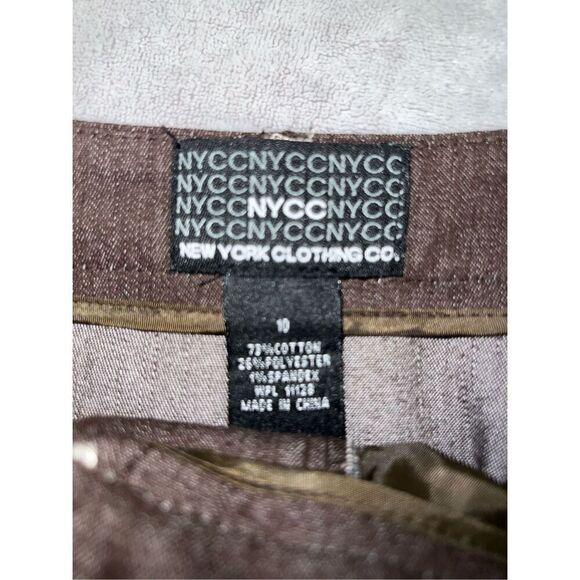 NYCCNYCCNYCC
NYCCNYCCNYCC
NYCCNYCCNYCC
NYCCNYCCNYCC
NEW YORK CLOTHING CO.
10
73%COTTON
26%POLYESTER
1%SPANDEX
WPL 11128
MADE IN CHINA